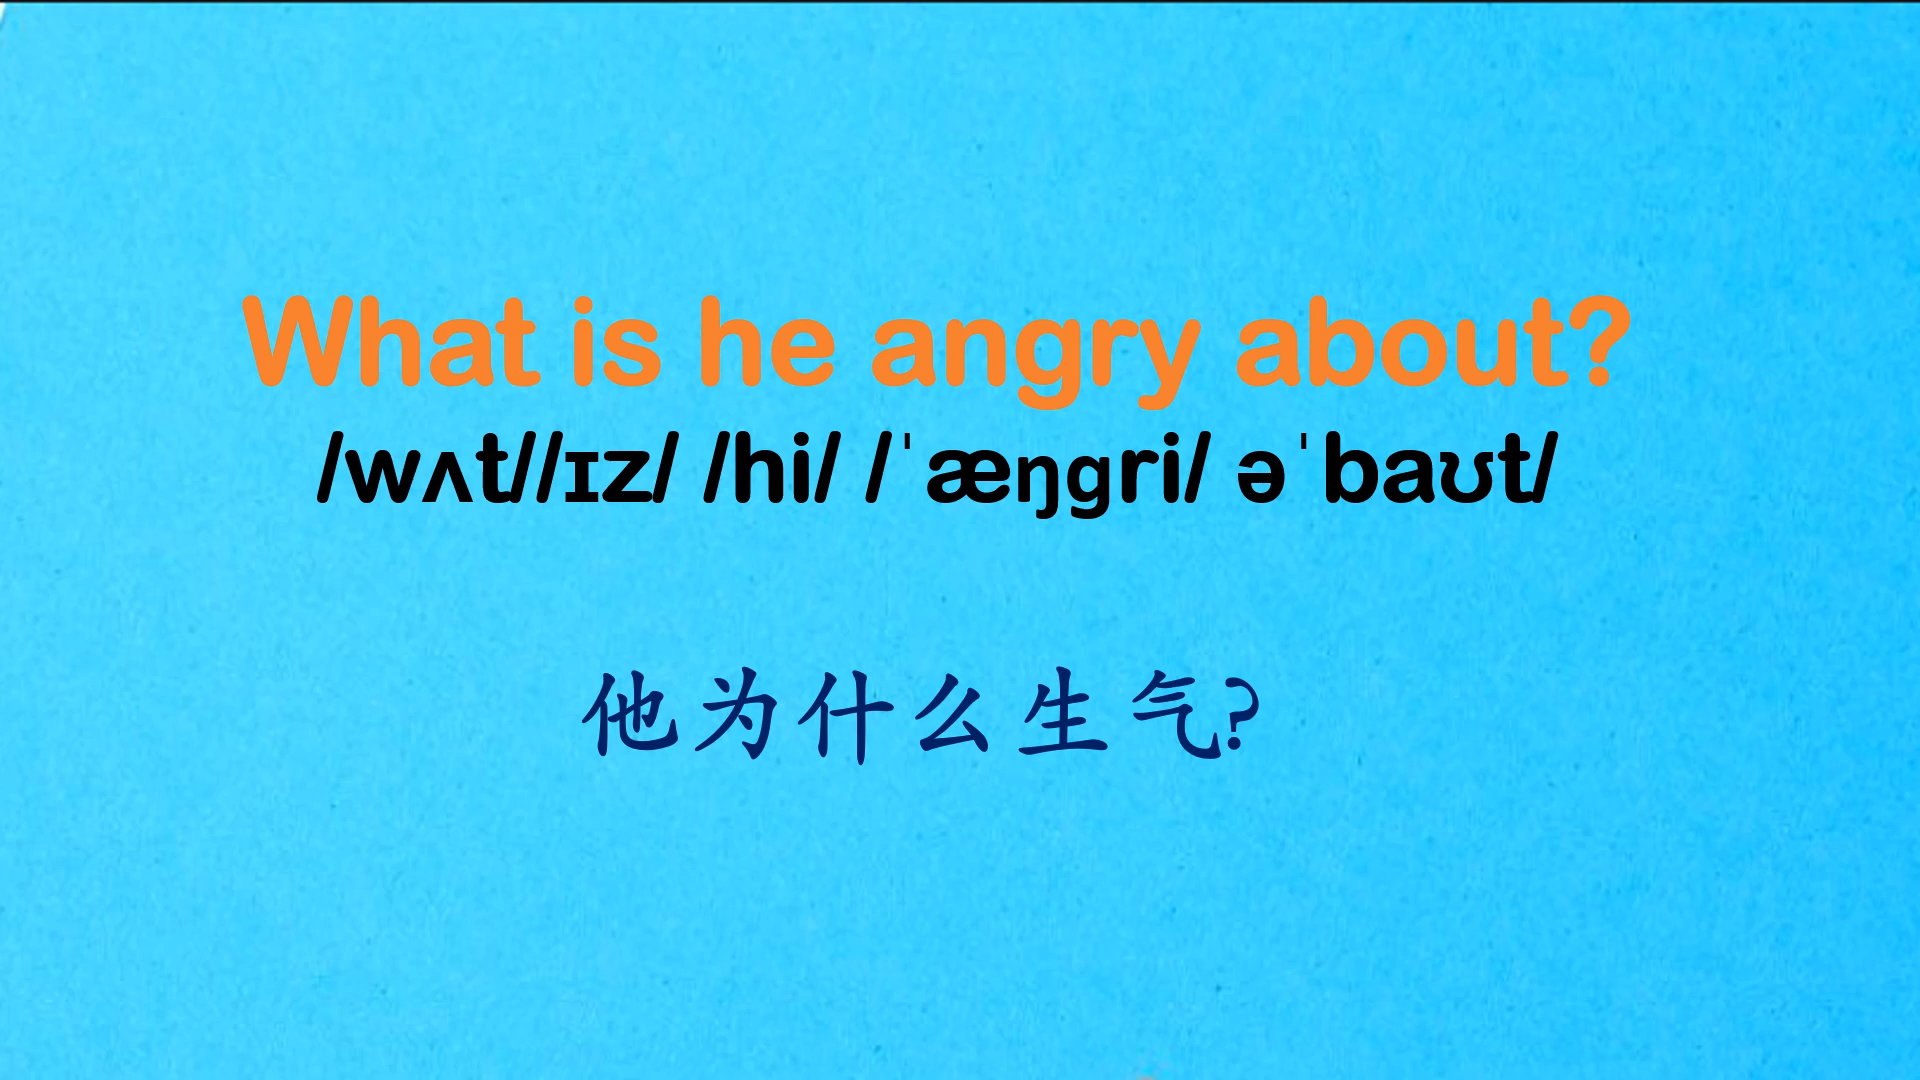 What is he angry about?
/wʌt//ɪz/ /hi/ /ˈæŋgri/ əˈbaʊt/
他为什么生气?